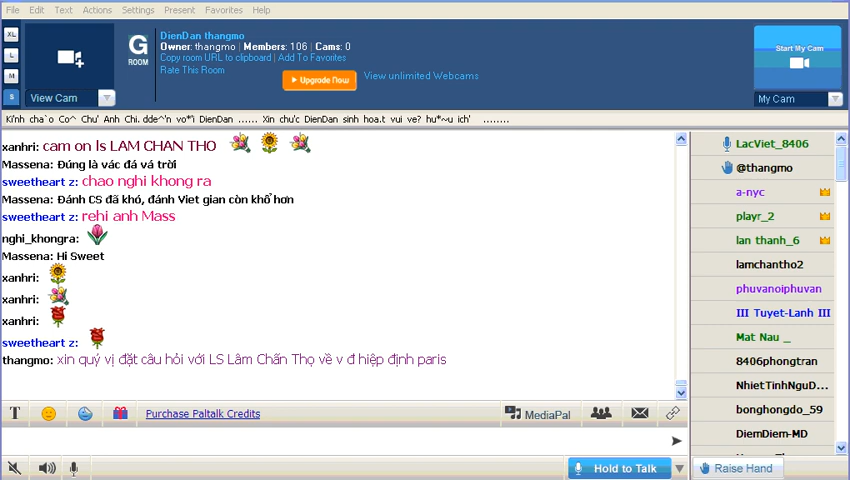 File Edit Text Actions Settings Present Favorites Help
XL
L
M
S
View Cam
G
ROOM
DienDan thangmo
Owner: thangmo | Members: 106 | Cams: 0
Copy room URL to clipboard | Add To Favorites
Rate This Room
Upgrade Now
View unlimited Webcams
Start My Cam
My Cam
Ki'nh cha`o Co^ Chu' Anh Chi. dde^'n vo*'i DienDan ...... Xin chu'c DienDan sinh hoa.t vui ve? hu*~u ich' ........
xanhri: cam on ls LAM CHAN THO
Massena: Đúng là vác đá vá trời
sweetheart z: chao nghi khong ra
Massena: Đánh CS đã khó, đánh Viet gian còn khổ hơn
sweetheart z: rehi anh Mass
nghi_khongra:
Massena: Hi Sweet
xanhri:
xanhri:
xanhri:
sweetheart z:
thangmo: xin quý vị đặt câu hỏi với LS Lâm Chấn Thọ về v đ hiệp định paris
T
Purchase Paltalk Credits
MediaPal
Hold to Talk
LacViet_8406
@thangmo
a-nyc
playr_2
lan thanh_6
lamchantho2
phuvanoiphuvan
III Tuyet-Lanh III
Mat Nau _
8406phongtran
NhietTinhNguD...
bonghongdo_59
DiemDiem-MD
Raise Hand